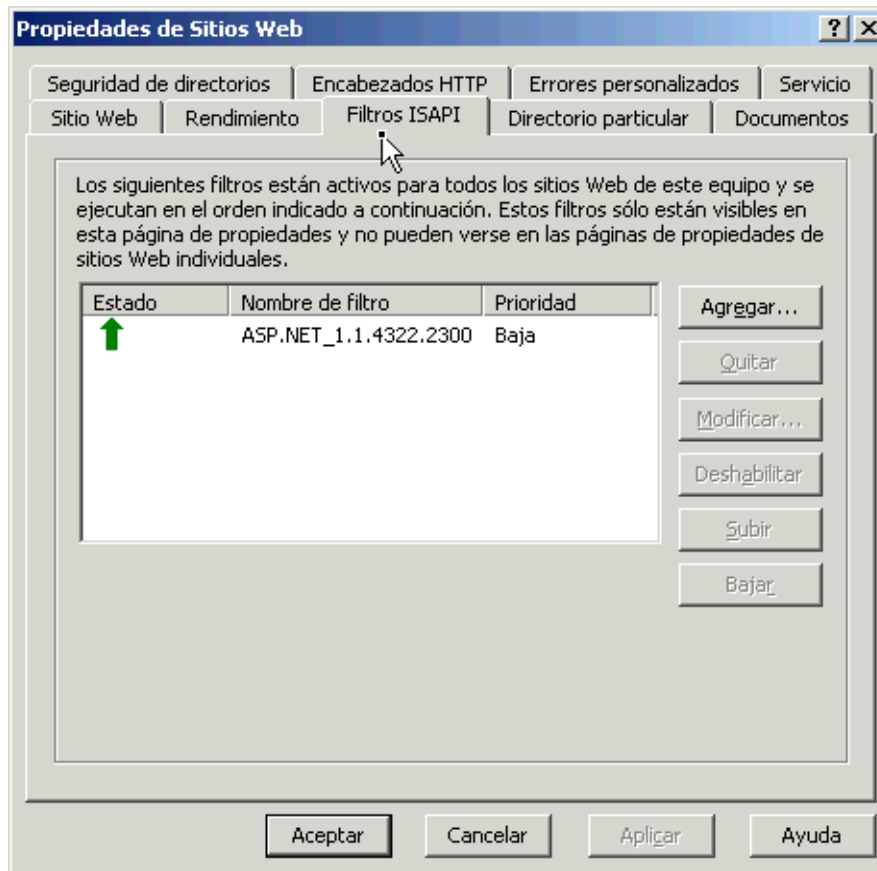 Propiedades de Sitios Web
Seguridad de directorios Encabezados HTTP Errores personalizados Servicio
Sitio Web Rendimiento Filtros ISAPI Directorio particular Documentos
Los siguientes filtros están activos para todos los sitios Web de este equipo y se
ejecutan en el orden indicado a continuación. Estos filtros sólo están visibles en
esta página de propiedades y no pueden verse en las páginas de propiedades de
sitios Web individuales.
Estado Nombre de filtro Prioridad
ASP.NET_1.1.4322.2300 Baja
Agregar...
Quitar
Modificar...
Deshabilitar
Subir
Bajar
Aceptar Cancelar Aplicar Ayuda